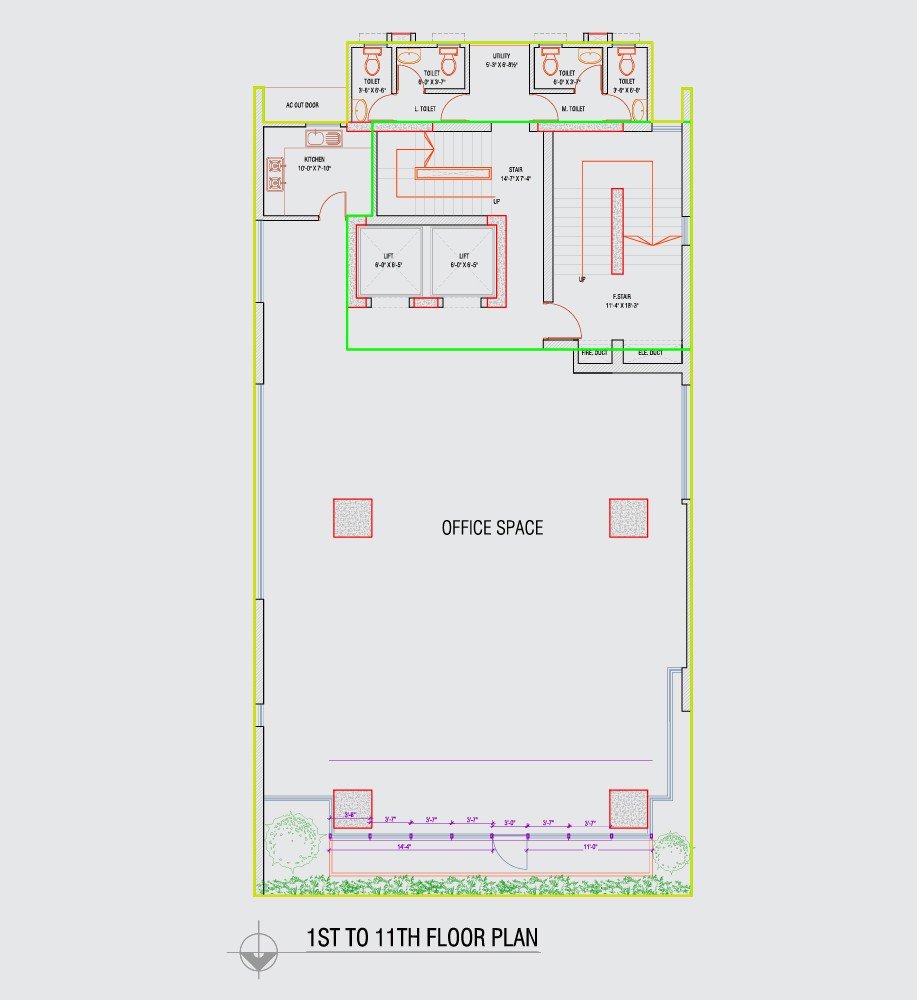 UTILITY
5'-3" X 6'-8½"
TOILET
3'-6" X 6'-6"
TOILET
6'-0" X 3'-7"
TOILET
6'-0" X 3'-7"
TOILET
3'-6" X 6'-6"
AC OUT DOOR
L. TOILET
M. TOILET
KITCHEN
10'-0" X 7'-10"
STAIR
14'-7" X 7'-4"
UP
LIFT
6'-0" X 6'-5"
LIFT
6'-0" X 6'-5"
UP
F.STAIR
11'-4" X 18'-3"
FIRE. DUCT
ELE. DUCT
OFFICE SPACE
3'-6"
3'-7"
3'-7"
3'-7"
3'-0"
3'-7"
3'-7"
14'-4"
11'-0"
1ST TO 11TH FLOOR PLAN